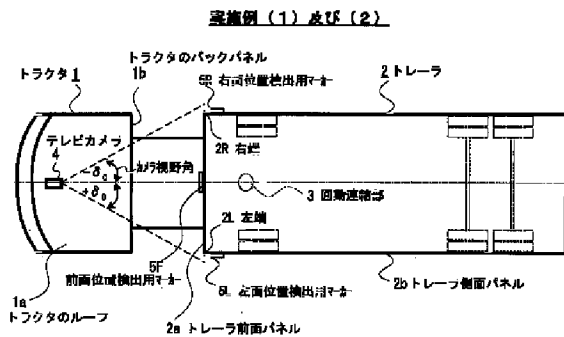 実施例（1）及び（2）
トラクタのバックパネル
トラクタ 1
1b
5R 右面位置検出用マーカー
2 トレーラ
テレビカメラ
4
2R 右端
カメラ視野角
-δ0
+δ0
3 回動連結部
2L 左端
5F
前面位置検出用マーカー
5L 左面位置検出用マーカー
2b トレーラ側面パネル
1a
トラクタのルーフ
2a トレーラ前面パネル